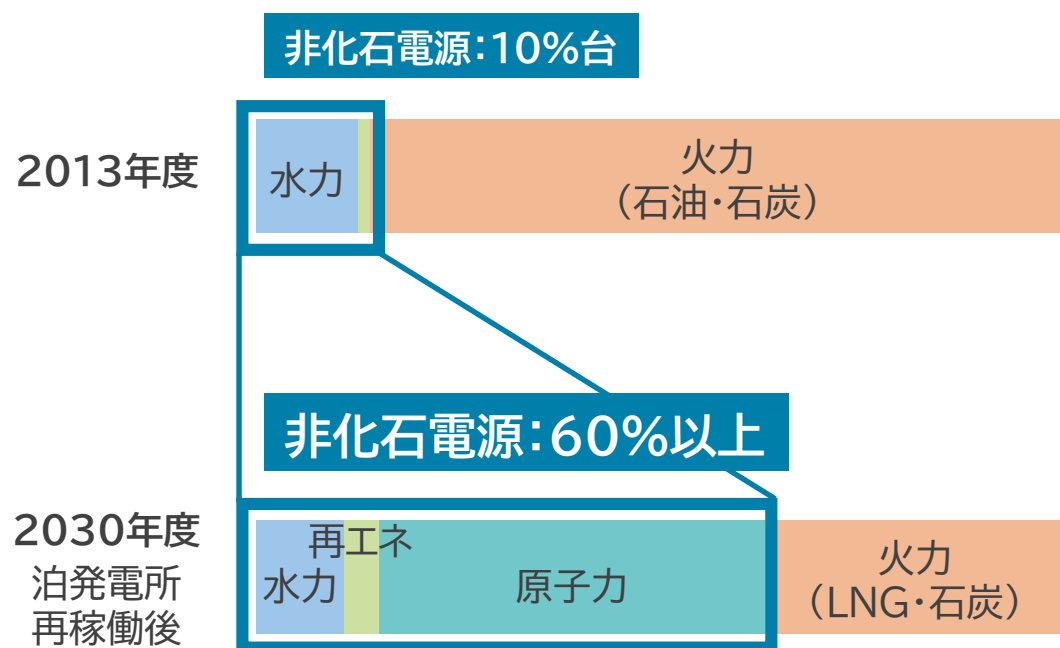 非化石電源：10%台
2013年度
水力
火力
（石油・石炭）
非化石電源：60%以上
2030年度
泊発電所
再稼働後
再エネ
水力
原子力
火力
（LNG・石炭）